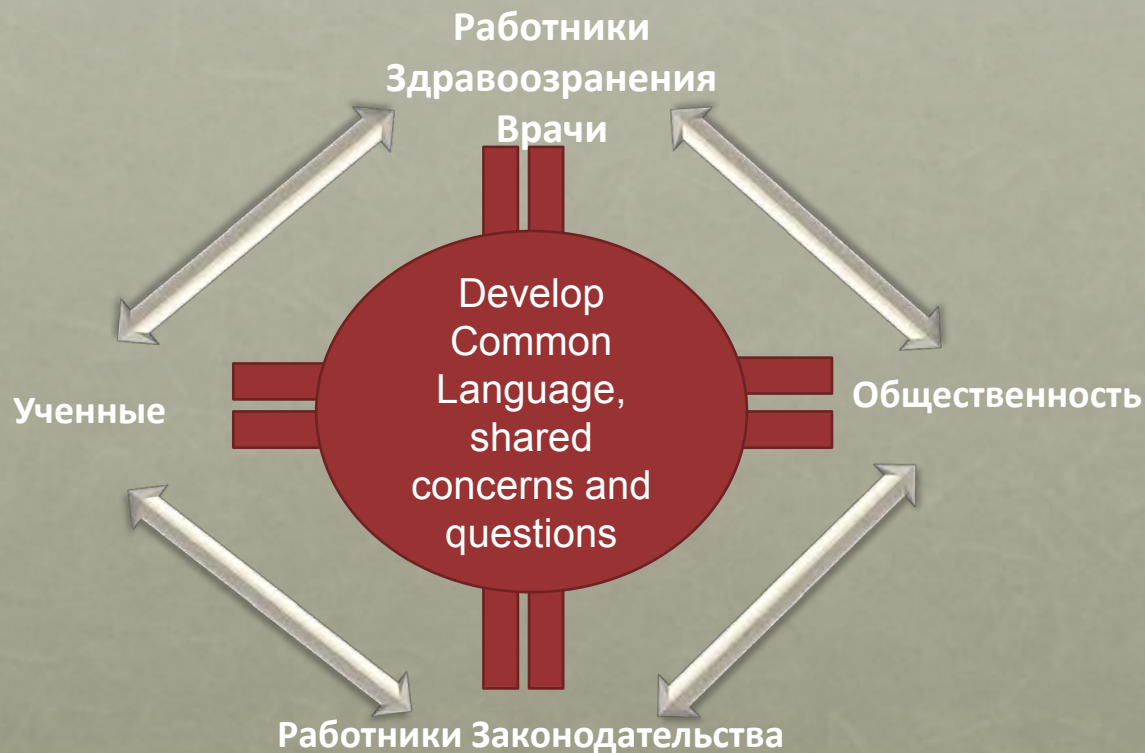 Работники
Здравоозранения
Врачи
Develop
Common
Language,
shared
concerns and
questions
Ученные
Общественность
Работники Законодательства